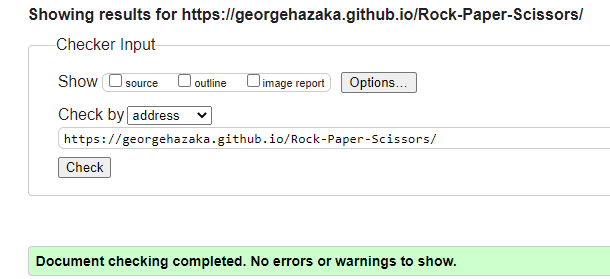 Showing results for https://georgehazaka.github.io/Rock-Paper-Scissors/
Checker Input
Show source outline image report Options...
Check by address
https://georgehazaka.github.io/Rock-Paper-Scissors/
Check
Document checking completed. No errors or warnings to show.